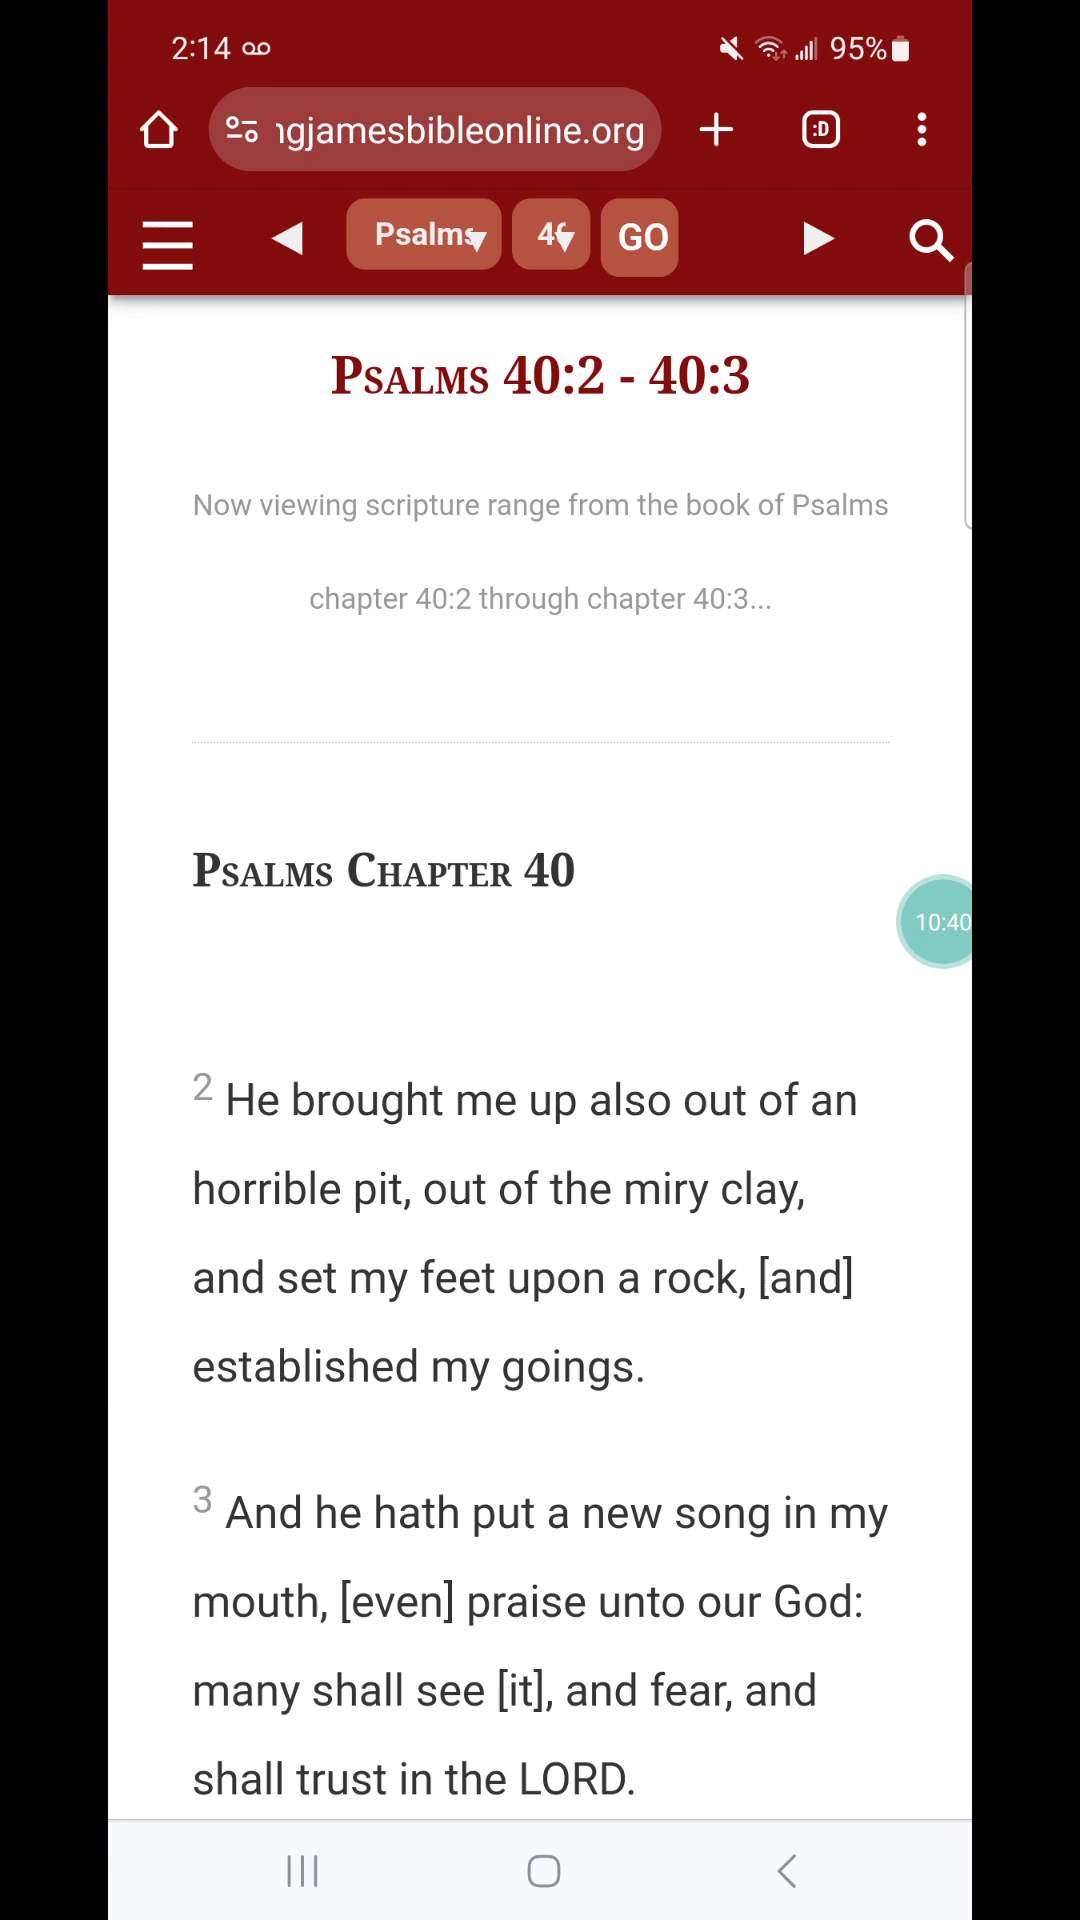 2:14
95%
ngjamesbibleonline.org
:D
Psalms
GO
PSALMS 40:2 - 40:3
Now viewing scripture range from the book of Psalms
chapter 40:2 through chapter 40:3...
PSALMS CHAPTER 40
10:40
2 He brought me up also out of an
horrible pit, out of the miry clay,
and set my feet upon a rock, [and]
established my goings.
3 And he hath put a new song in my
mouth, [even] praise unto our God:
many shall see [it], and fear, and
shall trust in the LORD.